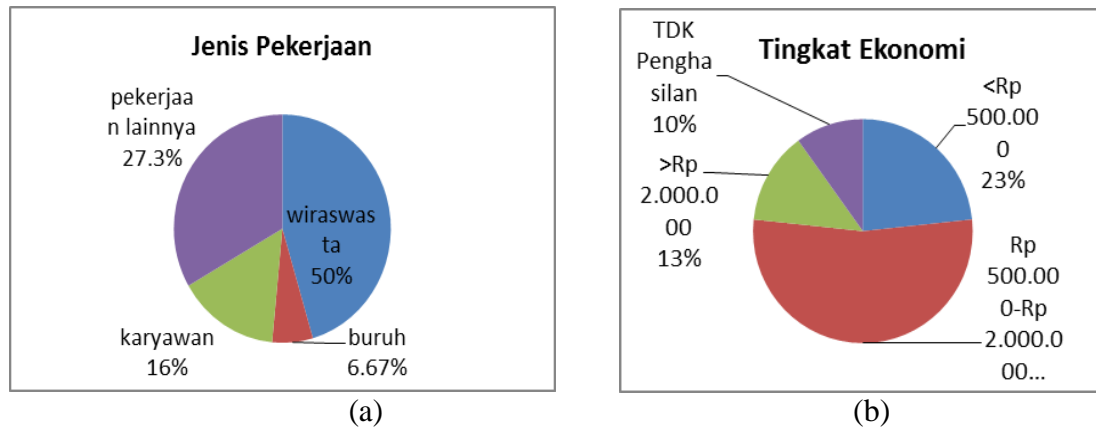 Jenis Pekerjaan
pekerjaa
n lainnya
27.3%
wiraswas
ta
50%
karyawan
16%
buruh
6.67%
(a)
Tingkat Ekonomi
TDK
Pengha
silan
10%
<Rp
500.00
0
23%
>Rp
2.000.0
00
13%
Rp
500.00
0-Rp
2.000.0
00...
(b)